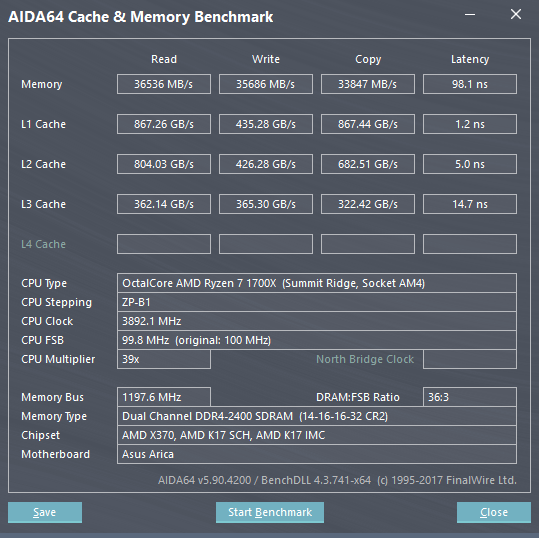 AIDA64 Cache & Memory Benchmark
Read Write Copy Latency
Memory 36536 MB/s 35686 MB/s 33847 MB/s 98.1 ns
L1 Cache 867.26 GB/s 435.28 GB/s 867.44 GB/s 1.2 ns
L2 Cache 804.03 GB/s 426.28 GB/s 682.51 GB/s 5.0 ns
L3 Cache 362.14 GB/s 365.30 GB/s 322.42 GB/s 14.7 ns
L4 Cache
CPU Type OctalCore AMD Ryzen 7 1700X (Summit Ridge, Socket AM4)
CPU Stepping ZP-B1
CPU Clock 3892.1 MHz
CPU FSB 99.8 MHz (original: 100 MHz)
CPU Multiplier 39x North Bridge Clock
Memory Bus 1197.6 MHz DRAM:FSB Ratio 36:3
Memory Type Dual Channel DDR4-2400 SDRAM (14-16-16-32 CR2)
Chipset AMD X370, AMD K17 SCH, AMD K17 IMC
Motherboard Asus Arica
AIDA64 v5.90.4200 / BenchDLL 4.3.741-x64 (c) 1995-2017 FinalWire Ltd.
Save Start Benchmark Close